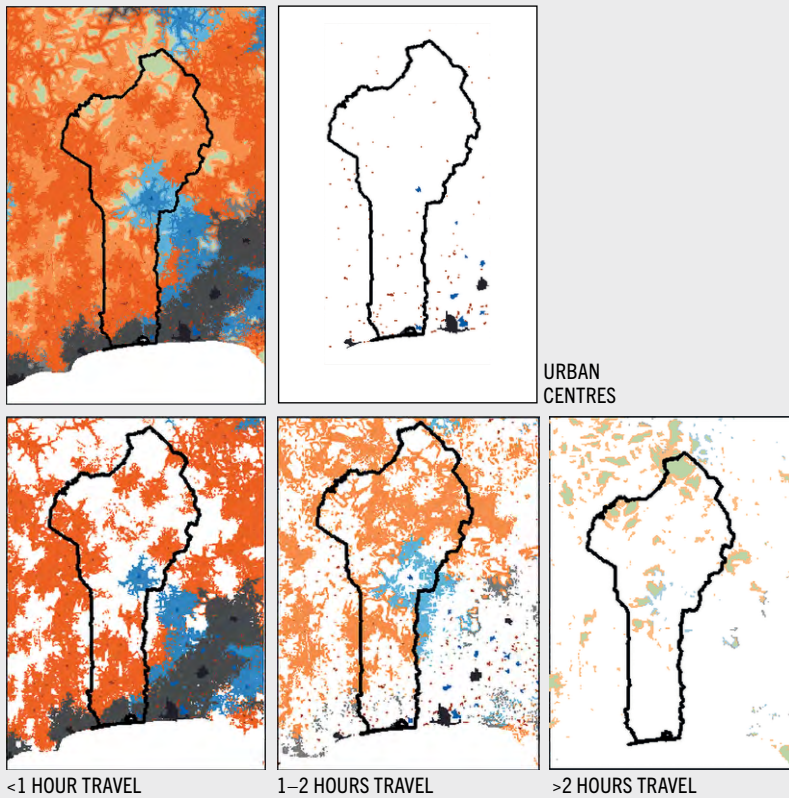 URBAN
CENTRES
<1 HOUR TRAVEL
1–2 HOURS TRAVEL
>2 HOURS TRAVEL